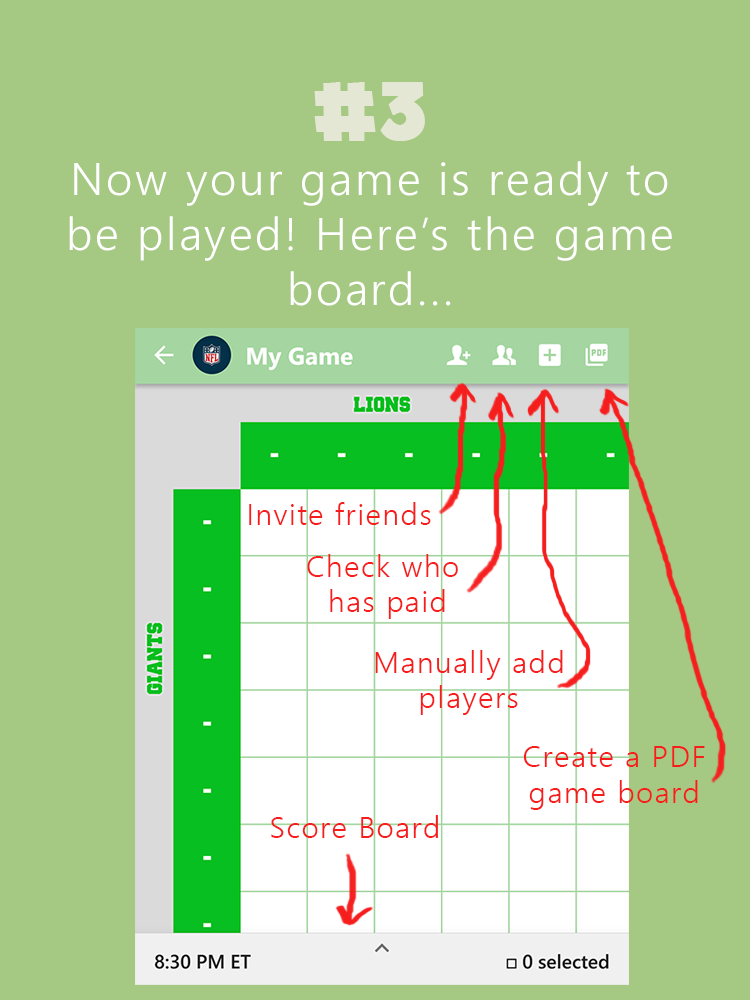 #3
Now your game is ready to
be played! Here’s the game
board...
NFL
My Game
PDF
LIONS
- - - - - -
-
Invite friends
-
Check who
has paid
GIANTS
-
Manually add
players
-
-
Create a PDF
game board
-
Score Board
-
8:30 PM ET
0 selected